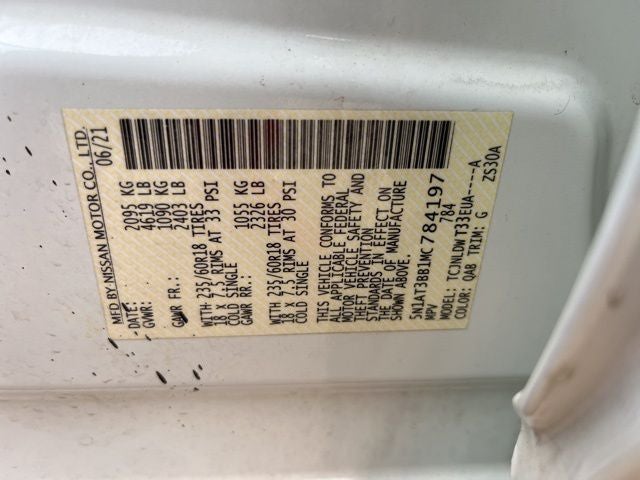 MFD BY NISSAN MOTOR CO., LTD.
DATE: 06/21
GVWR: 2095 KG
4619 LB
GAWR FR.: 1090 KG
2403 LB
WITH 235/60R18 TIRES
18 x 7.5 RIMS AT 33 PSI
COLD SINGLE
GAWR RR.: 1055 KG
2326 LB
WITH 235/60R18 TIRES
18 x 7.5 RIMS AT 30 PSI
COLD SINGLE
THIS VEHICLE CONFORMS TO
ALL APPLICABLE FEDERAL
MOTOR VEHICLE SAFETY AND
THEFT PREVENTION
STANDARDS IN EFFECT ON
THE DATE OF MANUFACTURE
SHOWN ABOVE.
5N1AT3BB1MC784197
MPV 784
TYPE: TCJNLDWT33EUA-----A
COLOR: QAB TRIM: G ZS30A